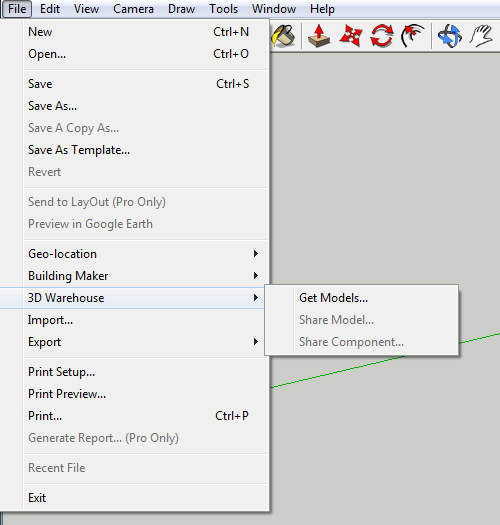 File Edit View Camera Draw Tools Window Help
New Ctrl+N
Open... Ctrl+O
Save Ctrl+S
Save As...
Save A Copy As...
Save As Template...
Revert
Send to LayOut (Pro Only)
Preview in Google Earth
Geo-location
Building Maker
3D Warehouse
Get Models...
Import...
Share Model...
Export
Share Component...
Print Setup...
Print Preview...
Print... Ctrl+P
Generate Report... (Pro Only)
Recent File
Exit